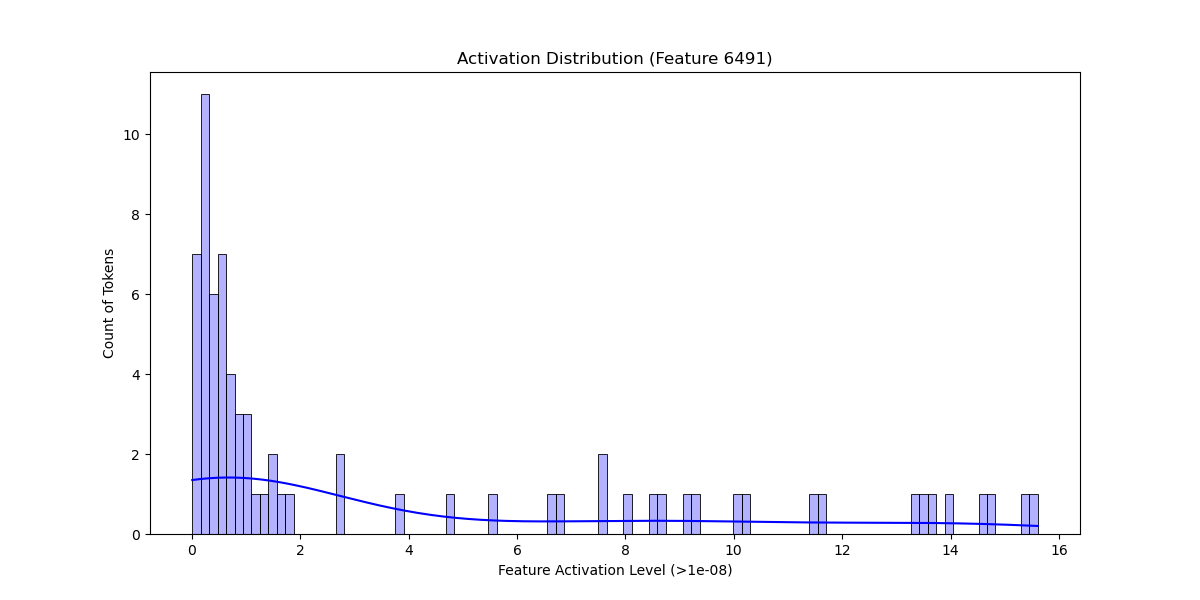 Activation Distribution (Feature 6491)
Count of Tokens
10
8
6
4
2
0
0 2 4 6 8 10 12 14 16
Feature Activation Level (>1e-08)